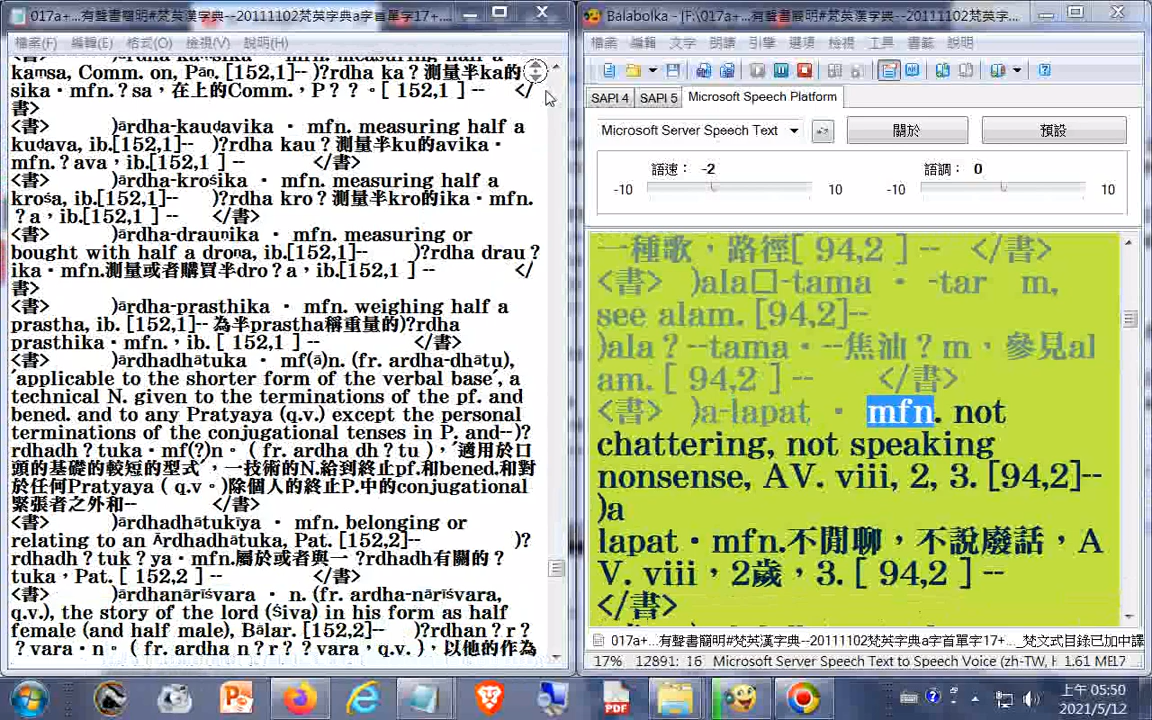 017a+...有聲書簡明#梵英漢字典--20111102梵英字典a字首單字17+...
檔案(F) 編輯(E) 格式(O) 檢視(V) 說明(H)
kaṃsa, Comm. on, Pāṇ. [152,1]-- )?rdha ka？測量半ka的
sika・mfn.？sa，在上的Comm.，P？？。[ 152,1 ] -- </
書>
<書> )ārdha-kauḍavika ・ mfn. measuring half a
kuḍava, ib.[152,1]-- )?rdha kau？測量半ku的avika・
mfn.？ava，ib.[152,1 ] -- </書>
<書> )ārdha-krośika ・ mfn. measuring half a
krośa, ib.[152,1]-- )?rdha kro？測量半kro的ika・mfn.
？a，ib.[152,1 ] -- </書>
<書> )ārdha-drauṇika ・ mfn. measuring or
bought with half a droṇa, ib.[152,1]-- )?rdha drau？
ika・mfn.測量或者購買半dro？a，ib.[152,1 ] -- </
書>
<書> )ārdha-prasthika ・ mfn. weighing half a
prastha, ib. [152,1]-- 為半prastha稱重量的)?rdha
prasthika・mfn.，ib. [ 152,1 ] -- </書>
<書> )ārdhadhātuka ・ mf(ā)n. (fr. ardha-dhātu),
'applicable to the shorter form of the verbal base', a
technical N. given to the terminations of the pf. and
bened. and to any Pratyaya (q.v.) except the personal
terminations of the conjugational tenses in P. and--)?
rdhadh？tuka・mf(?)n。（ fr. ardha dh？tu ），'適用於口
頭的基礎的較短的型式'，一技術的N.給到終止pf.和bened.和對
於任何Pratyaya（ q.v。)除個人的終止P.中的conjugational
緊張者之外和-- </書>
<書> )ārdhadhātukīya ・ mfn. belonging or
relating to an Ārdhadhātuka, Pat. [152,2]-- )?
rdhadh？tuk？ya・mfn.屬於或者與一 ?rdhadh有關的？
tuka，Pat. [ 152,2 ] -- </書>
<書> )ārdhanārīśvara ・ n. (fr. ardha-nārīśvara,
q.v.), the story of the lord (śiva) in his form as half
female (and half male), Bālar. [152,2]-- )?rdhan？r？
？vara・n。（ fr. ardha n？r？？vara，q.v.），以他的作為
Balabolka - [F:\017a+...有聲書簡明#梵英漢字典--20111102梵英字...
檔案 編輯 文字 朗讀 引擎 選項 檢視 工具 書籤 說明
SAPI 4 SAPI 5 Microsoft Speech Platform
Microsoft Server Speech Text 關於 預設
語速： -2 語調： 0
-10 10 -10 10
一種歌，路徑[ 94,2 ] -- </書>
<書> )ala□-tama ・ -tar m,
see alam. [94,2]--
)ala？--tama・--焦油？m，參見al
am. [ 94,2 ] -- </書>
<書> )a-lapat ・ mfn. not
chattering, not speaking
nonsense, AV. viii, 2, 3. [94,2]--
)a
lapat・mfn.不閒聊，不說廢話，A
V. viii，2歲，3. [ 94,2 ] --
</書>
017a+...有聲書簡明#梵英漢字典--20111102梵英字典a字首單字17+..._梵文式目錄已加中譯
17% 12891: 16 Microsoft Server Speech Text to Speech Voice (zh-TW, H 1.61 MB
上午 05:50
2021/5/12